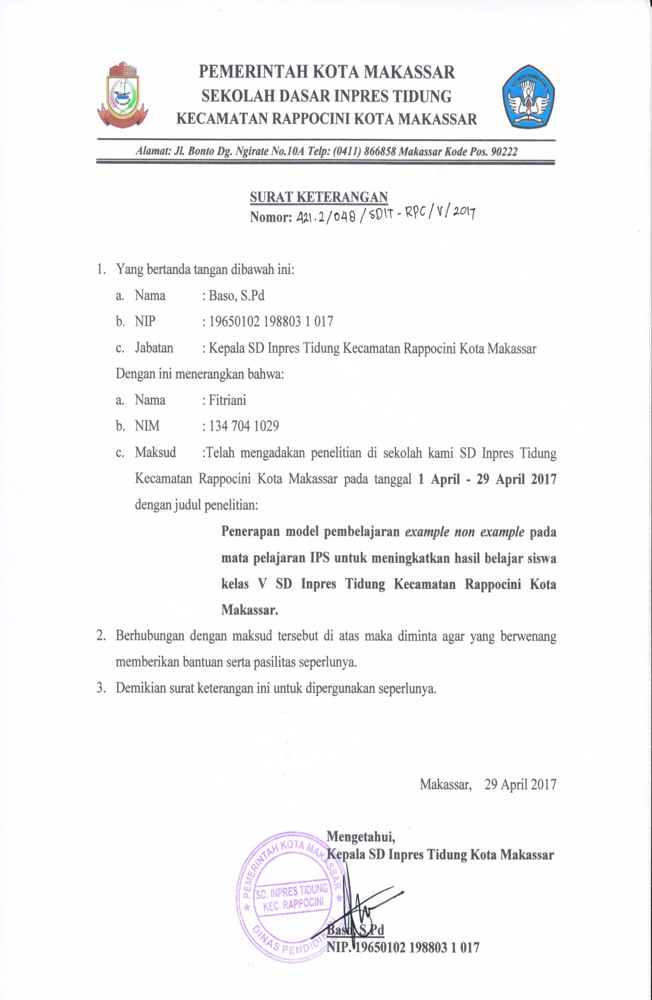 PEMERINTAH KOTA MAKASSAR
SEKOLAH DASAR INPRES TIDUNG
KECAMATAN RAPPOCINI KOTA MAKASSAR
TUT WURI HANDAYANI
Alamat: Jl. Bonto Dg. Ngirate No.10A Telp: (0411) 866858 Makassar Kode Pos. 90222
SURAT KETERANGAN
Nomor: 421.2/048/SDIT-RPC/V/2017
1. Yang bertanda tangan dibawah ini:
a. Nama : Baso, S.Pd
b. NIP : 19650102 198803 1 017
c. Jabatan : Kepala SD Inpres Tidung Kecamatan Rappocini Kota Makassar
Dengan ini menerangkan bahwa:
a. Nama : Fitriani
b. NIM : 134 704 1029
c. Maksud :Telah mengadakan penelitian di sekolah kami SD Inpres Tidung
Kecamatan Rappocini Kota Makassar pada tanggal 1 April - 29 April 2017
dengan judul penelitian:
Penerapan model pembelajaran example non example pada
mata pelajaran IPS untuk meningkatkan hasil belajar siswa
kelas V SD Inpres Tidung Kecamatan Rappocini Kota
Makassar.
2. Berhubungan dengan maksud tersebut di atas maka diminta agar yang berwenang
memberikan bantuan serta pasilitas seperlunya.
3. Demikian surat keterangan ini untuk dipergunakan seperlunya.
Makassar, 29 April 2017
Mengetahui,
Kepala SD Inpres Tidung Kota Makassar
PEMERINTAH KOTA MAKASSAR
SD. INPRES TIDUNG
KEC. RAPPOCINI
DINAS PENDIDIKAN
Baso, S.Pd
NIP. 19650102 198803 1 017